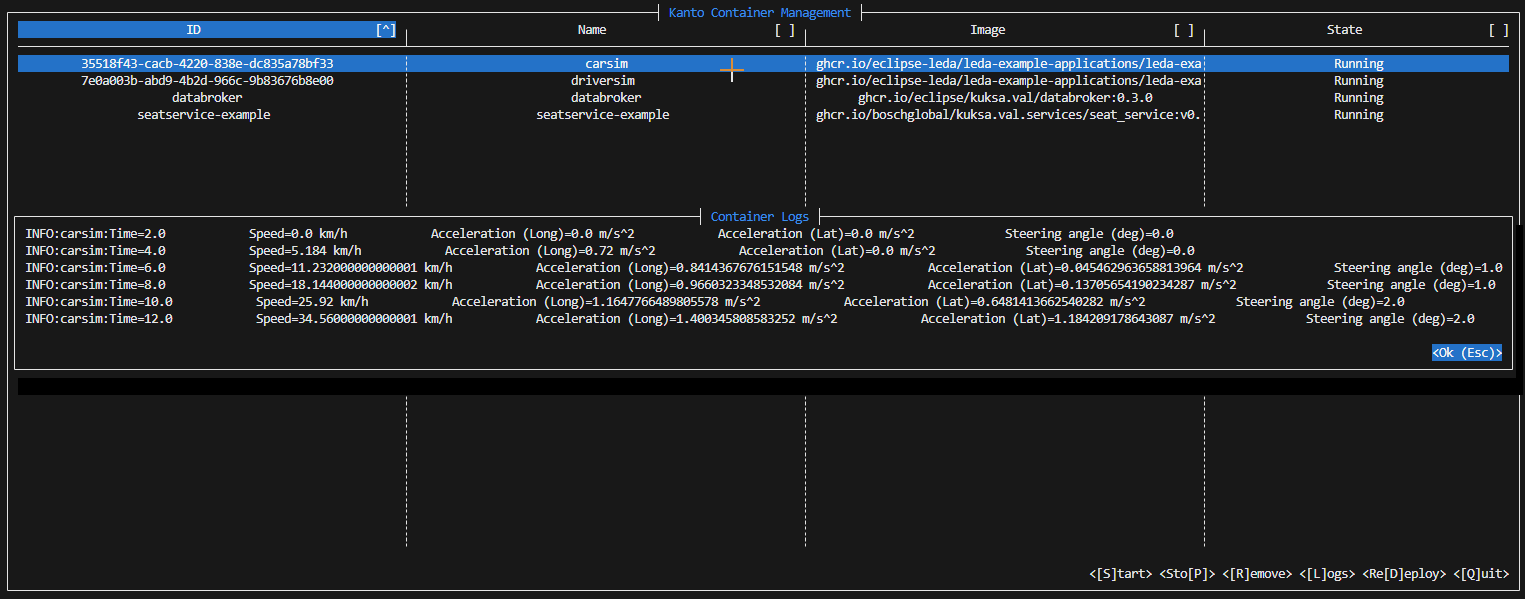 Kanto Container Management
ID [^] Name [ ] Image [ ] State [ ]
35518f43-cacb-4220-838e-dc835a78bf33 carsim ghcr.io/eclipse-leda/leda-example-applications/leda-exa Running
7e0a003b-abd9-4b2d-966c-9b83676b8e00 driversim ghcr.io/eclipse-leda/leda-example-applications/leda-exa Running
databroker databroker ghcr.io/eclipse/kuksa.val/databroker:0.3.0 Running
seatservice-example seatservice-example ghcr.io/boschglobal/kuksa.val.services/seat_service:v0. Running
Container Logs
INFO:carsim:Time=2.0 Speed=0.0 km/h Acceleration (Long)=0.0 m/s^2 Acceleration (Lat)=0.0 m/s^2 Steering angle (deg)=0.0
INFO:carsim:Time=4.0 Speed=5.184 km/h Acceleration (Long)=0.72 m/s^2 Acceleration (Lat)=0.0 m/s^2 Steering angle (deg)=0.0
INFO:carsim:Time=6.0 Speed=11.232000000000001 km/h Acceleration (Long)=0.8414367676151548 m/s^2 Acceleration (Lat)=0.045462963658813964 m/s^2 Steering angle (deg)=1.0
INFO:carsim:Time=8.0 Speed=18.144000000000002 km/h Acceleration (Long)=0.9660323348532084 m/s^2 Acceleration (Lat)=0.13705654190234287 m/s^2 Steering angle (deg)=1.0
INFO:carsim:Time=10.0 Speed=25.92 km/h Acceleration (Long)=1.1647766489805578 m/s^2 Acceleration (Lat)=0.6481413662540282 m/s^2 Steering angle (deg)=2.0
INFO:carsim:Time=12.0 Speed=34.56000000000001 km/h Acceleration (Long)=1.400345808583252 m/s^2 Acceleration (Lat)=1.184209178643087 m/s^2 Steering angle (deg)=2.0
<Ok (Esc)>
<[S]tart> <Sto[P]> <[R]emove> <[L]ogs> <Re[D]eploy> <[Q]uit>